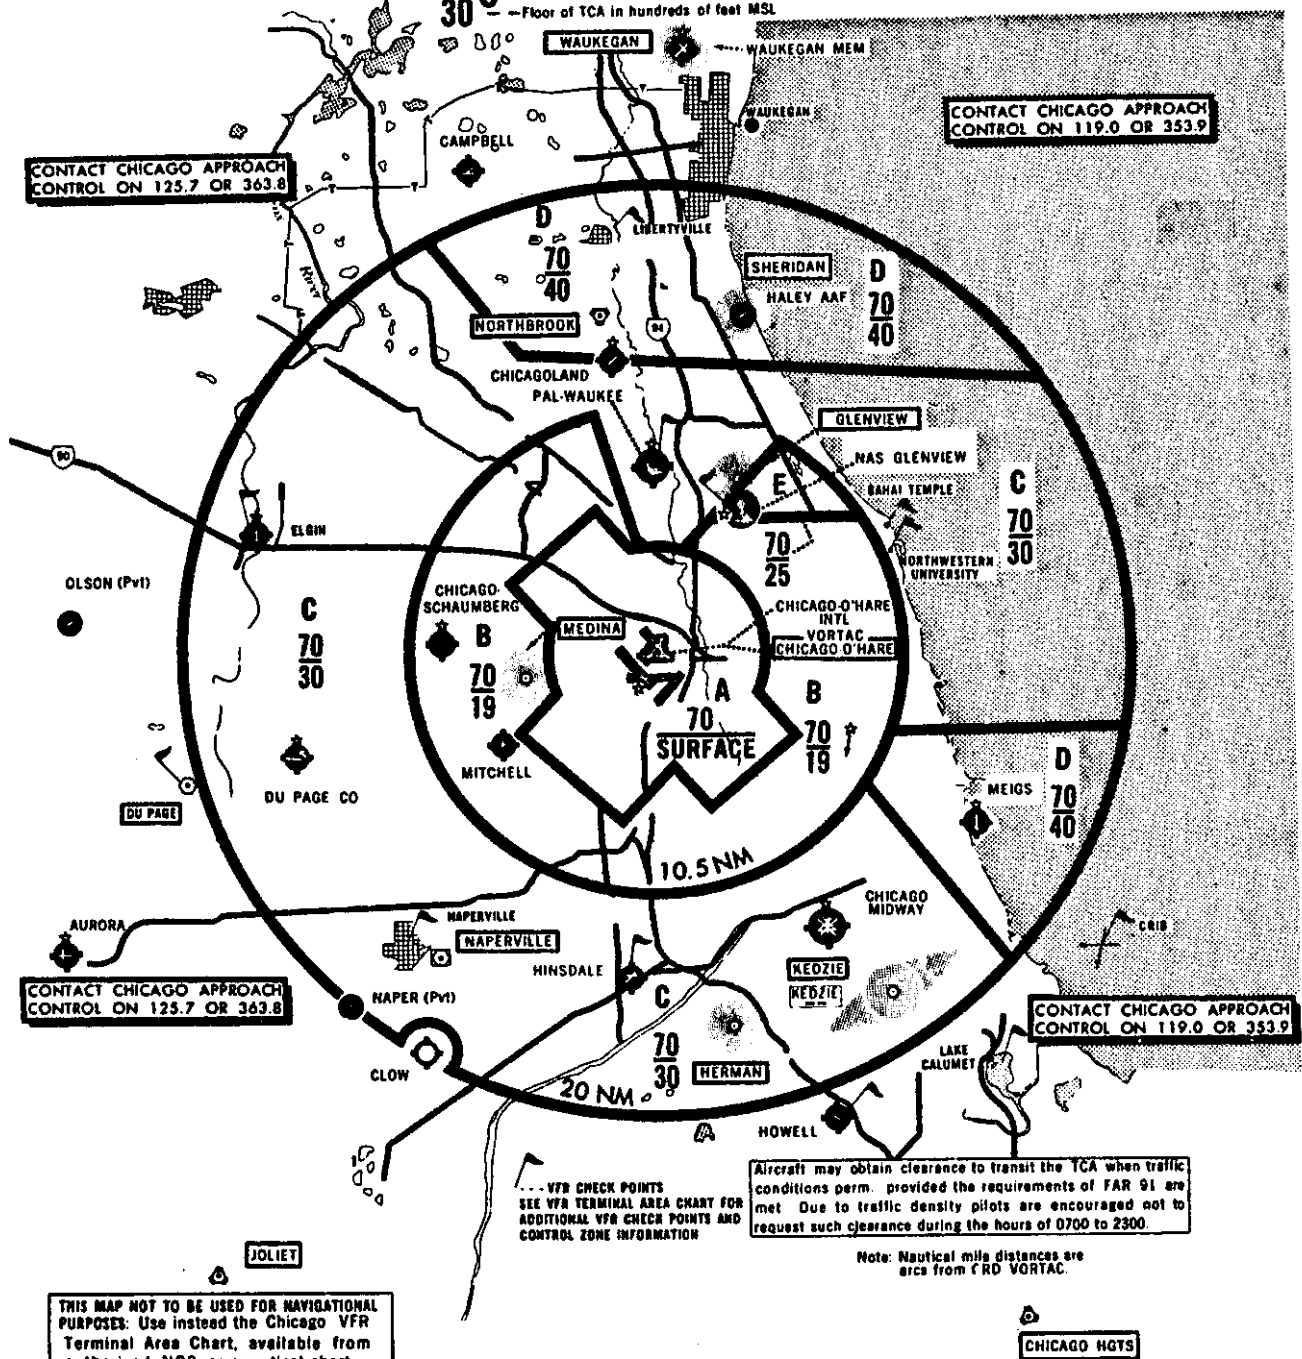 30 - - Floor of TCA in hundreds of feet MSL
WAUKEGAN
WAUKEGAN MEM
CONTACT CHICAGO APPROACH
CONTROL ON 119.0 OR 353.9
WAUKEGAN
CAMPBELL
CONTACT CHICAGO APPROACH
CONTROL ON 125.7 OR 363.8
D
70
40
LIBERTYVILLE
SHERIDAN
HALEY AAF
D
70
40
River
NORTHBROOK
94
CHICAGOLAND
PAL-WAUKEE
GLENVIEW
NAS GLENVIEW
90
E
70
25
BAHAI TEMPLE
C
70
30
ELGIN
NORTHWESTERN
UNIVERSITY
OLSON (Pvt)
CHICAGO-
SCHAUMBERG
C
70
30
B
70
19
MEDINA
CHICAGO-O'HARE
INTL
VORTAC
CHICAGO O'HARE
A
70
SURFACE
B
70
19
MITCHELL
D
70
40
MEIGS
DU PAGE CO
DU PAGE
10.5 NM
CHICAGO
MIDWAY
AURORA
NAPERVILLE
NAPERVILLE
CRIB
HINSDALE
KEDZIE
KEDZIE
CONTACT CHICAGO APPROACH
CONTROL ON 125.7 OR 363.8
NAPER (Pvt)
C
70
30
CONTACT CHICAGO APPROACH
CONTROL ON 119.0 OR 353.9
CLOW
HERMAN
LAKE
CALUMET
20 NM
HOWELL
---- VFR CHECK POINTS
SEE VFR TERMINAL AREA CHART FOR
ADDITIONAL VFR CHECK POINTS AND
CONTROL ZONE INFORMATION
Aircraft may obtain clearance to transit the TCA when traffic
conditions perm. provided the requirements of FAR 91 are
met Due to traffic density pilots are encouraged not to
request such clearance during the hours of 0700 to 2300.
Note: Nautical mile distances are
arcs from ORD VORTAC.
JOLIET
THIS MAP NOT TO BE USED FOR NAVIGATIONAL
PURPOSES: Use instead the Chicago VFR
Terminal Area Chart, available from
CHICAGO HGTS